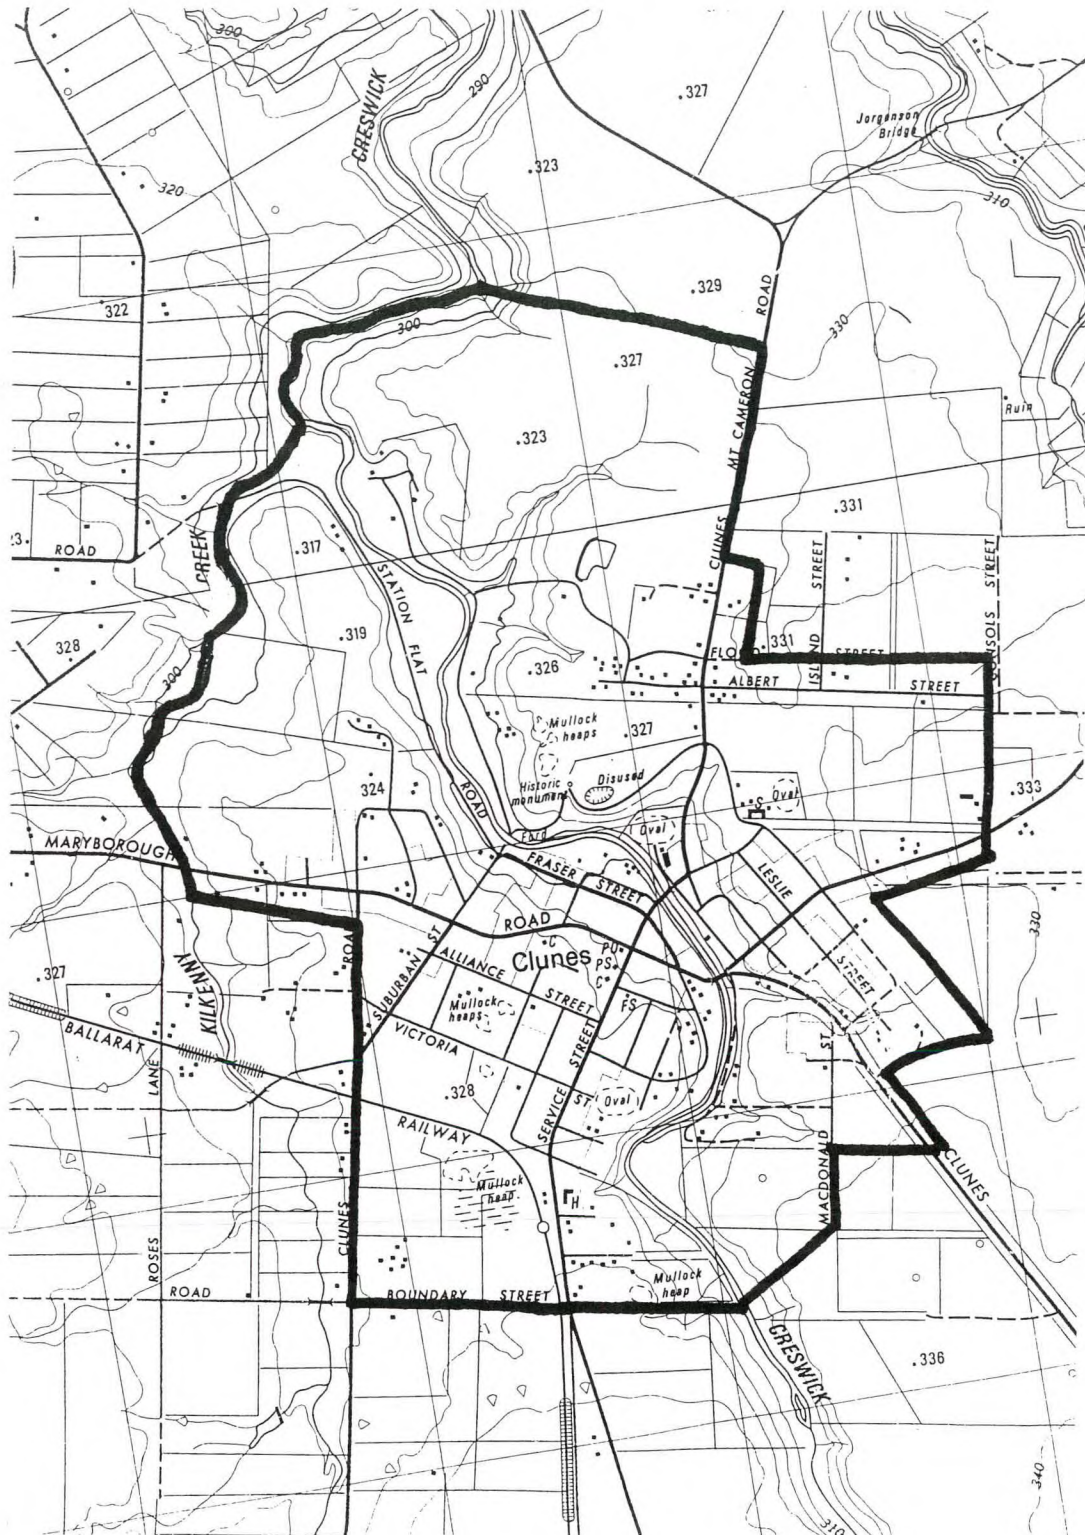 300
290
CRESWICK
.327
Jorgenson
Bridge
.323
320
310
.329
322
ROAD
330
300
.327
MT CAMERON
Ruin
.323
.331
CLUNES
ROAD
CREEK
.317
STREET
STREET
STATION FLAT
328
.319
.331
ISLAND
CONSOLS
300
.326
STREET
ALBERT
STREET
Mullock
heaps
.327
324
Historic
monument
Disused
S
Oval
.333
ROAD
MARYBOROUGH
Ford
Oval
FRASER STREET
LESLIE
ROAD
330
ROAD
SUBURBAN ST
C
PO
Clunes
PS
C
ALLIANCE
STREET
STREET
.327
KILKENNY
Mullock
heaps
FS
BALLARAT
VICTORIA
STREET
ST
LANE
.328
ST
Oval
RAILWAY
SERVICE
MACDONALD
CLUNES
Mullock
heap
H
CLUNES
ROSES
ROAD
BOUNDARY STREET
Mullock
heap
CRESWICK
.336
340
310